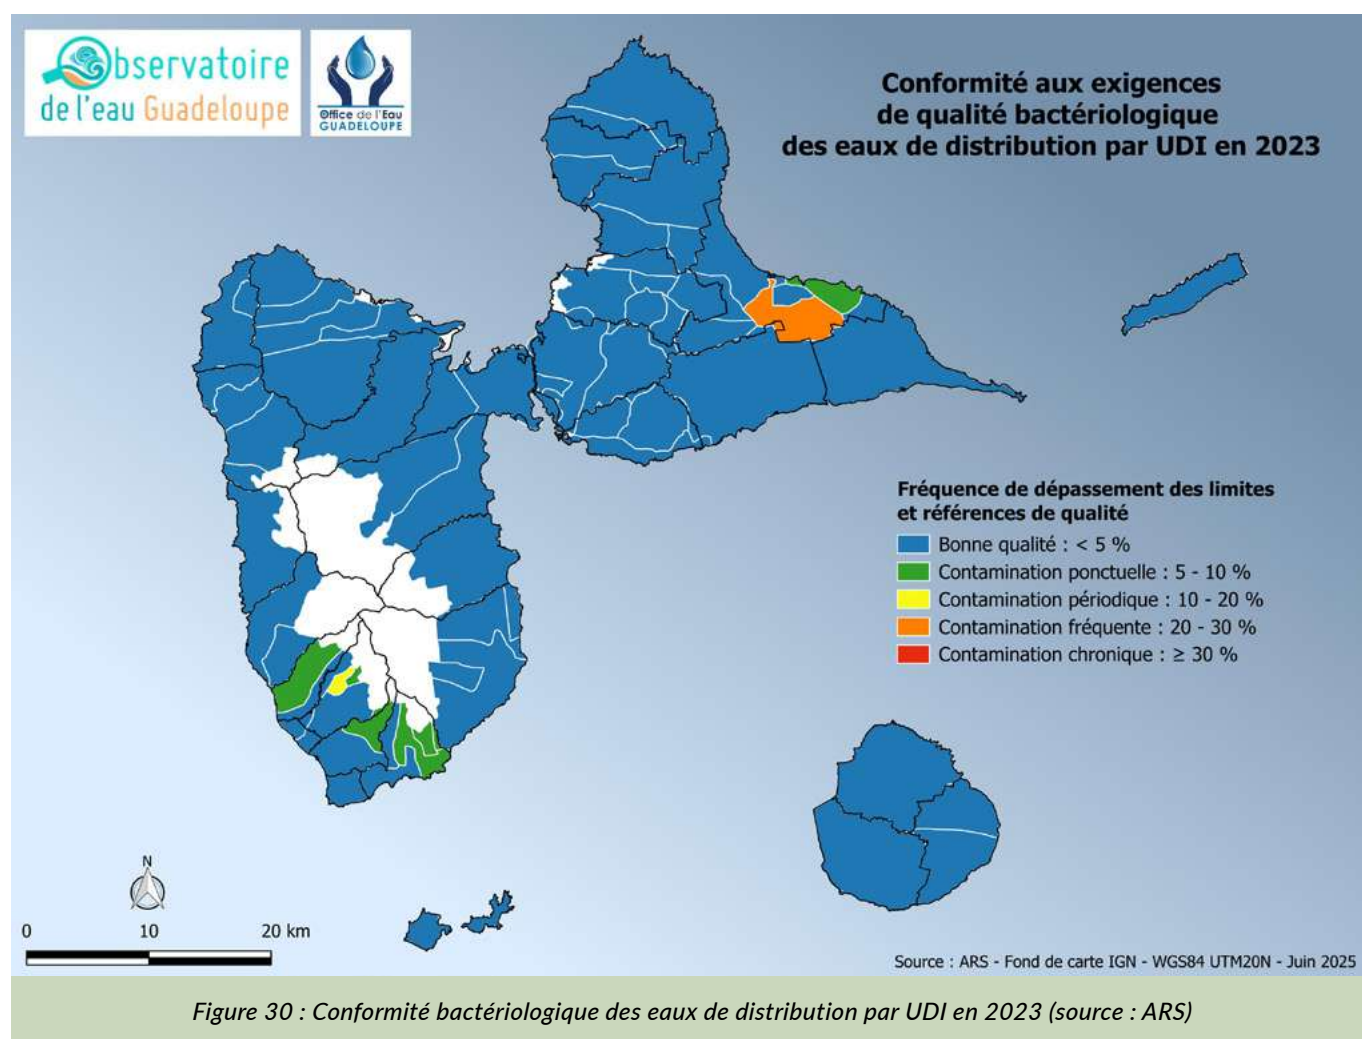 Observatoire
de l'eau Guadeloupe
Office de l'Eau
GUADELOUPE
Conformité aux exigences
de qualité bactériologique
des eaux de distribution par UDI en 2023
Fréquence de dépassement des limites
et références de qualité
Bonne qualité : < 5 %
Contamination ponctuelle : 5 - 10 %
Contamination périodique : 10 - 20 %
Contamination fréquente : 20 - 30 %
Contamination chronique : ≥ 30 %
N
0 10 20 km
Source : ARS - Fond de carte IGN - WGS84 UTM20N - Juin 2025
Figure 30 : Conformité bactériologique des eaux de distribution par UDI en 2023 (source : ARS)